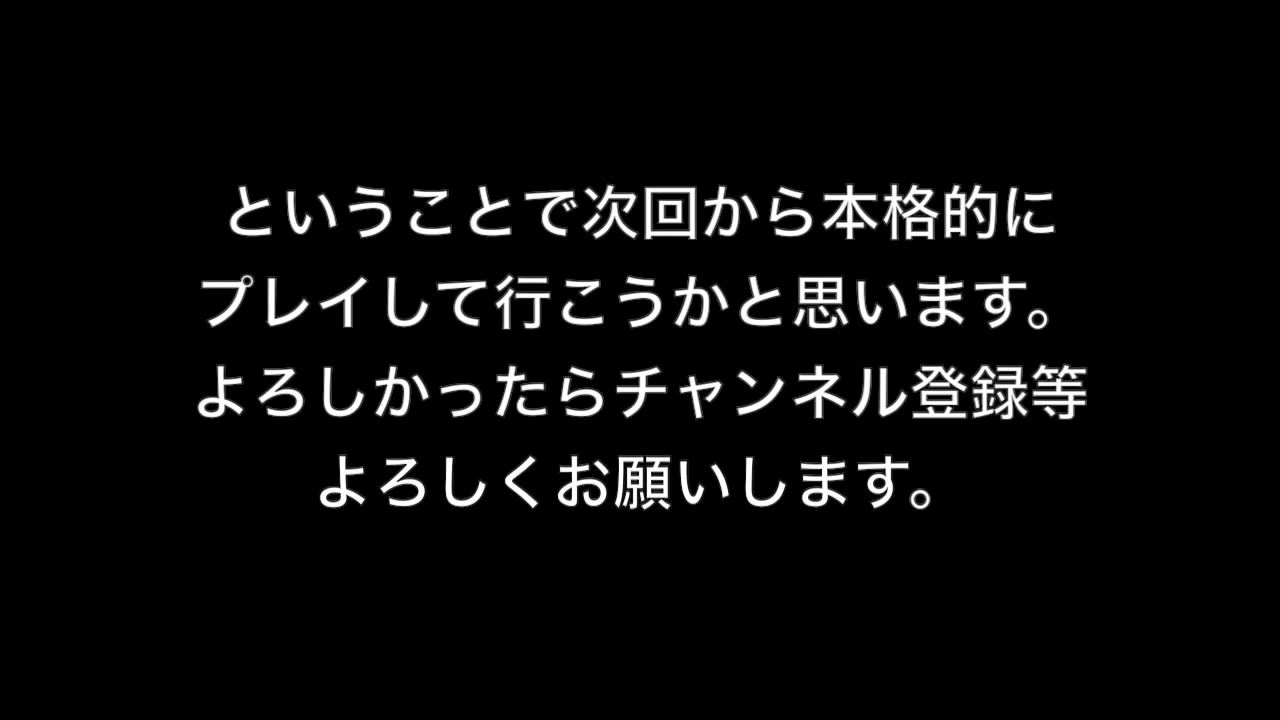 ということで次回から本格的に
プレイして行こうかと思います。
よろしかったらチャンネル登録等
よろしくお願いします。